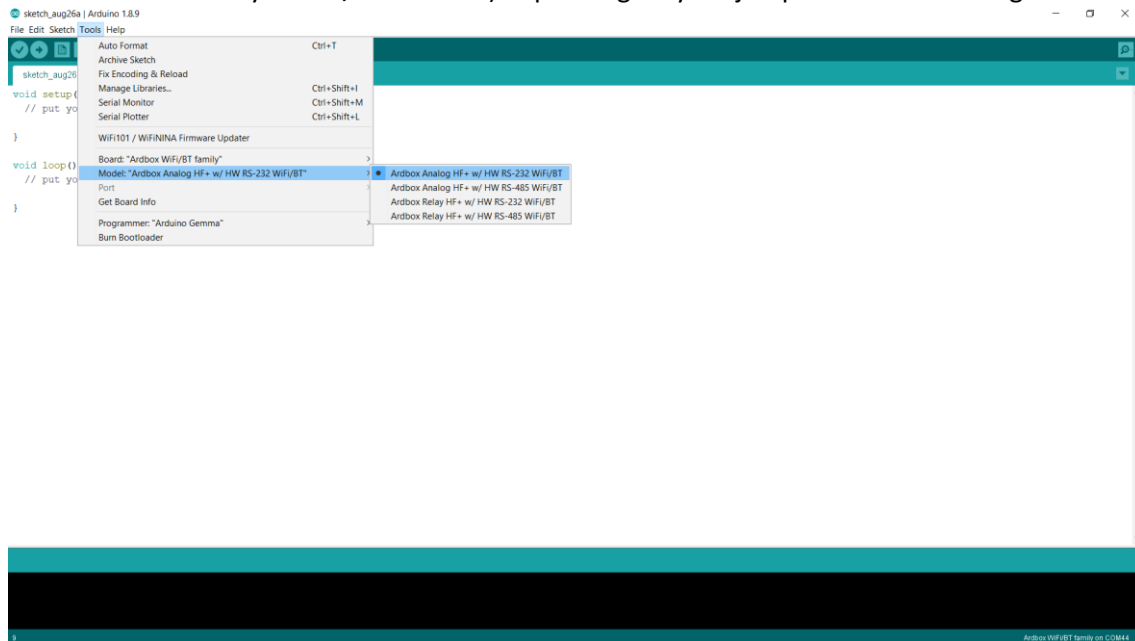 sketch_aug26a | Arduino 1.8.9
File Edit Sketch Tools Help
sketch_aug26
Auto Format Ctrl+T
Archive Sketch
Fix Encoding & Reload
Manage Libraries... Ctrl+Shift+I
Serial Monitor Ctrl+Shift+M
Serial Plotter Ctrl+Shift+L
WiFi101 / WiFiNINA Firmware Updater
Board: "Ardbox WiFi/BT family"
Model: "Ardbox Analog HF+ w/ HW RS-232 WiFi/BT"
Port
Get Board Info
Programmer: "Arduino Gemma"
Burn Bootloader
Ardbox Analog HF+ w/ HW RS-232 WiFi/BT
Ardbox Analog HF+ w/ HW RS-485 WiFi/BT
Ardbox Relay HF+ w/ HW RS-232 WiFi/BT
Ardbox Relay HF+ w/ HW RS-485 WiFi/BT
void setup(
// put yo
}
void loop()
// put yo
}
9
Ardbox WiFi/BT family on COM44